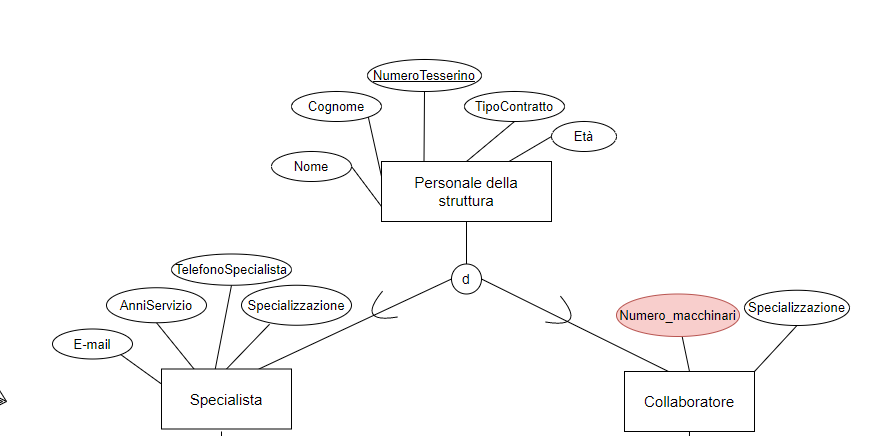 NumeroTesserino
Cognome
TipoContratto
Età
Nome
Personale della
struttura
d
TelefonoSpecialista
AnniServizio
Specializzazione
E-mail
Specialista
Numero_macchinari
Specializzazione
Collaboratore